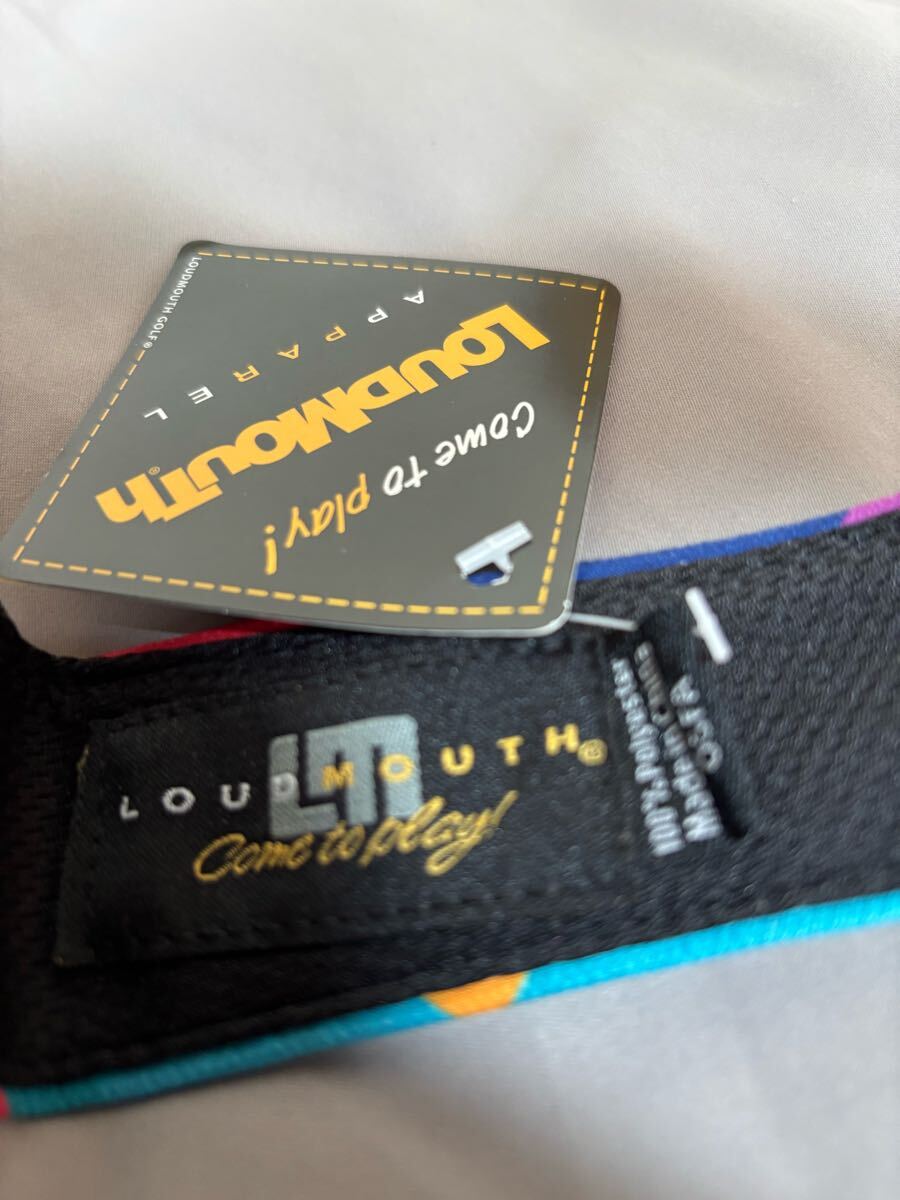 LOUDMOUTH GOLF®
LOUDMOUTH®
APPAREL
Come to play!
LM
LOUDMOUTH®
Come to play!
100% Polyester
Made in China
OSFA